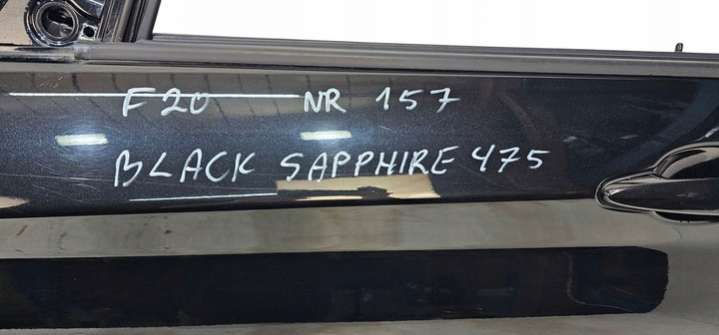 F20 NR 157
BLACK SAPPHIRE 475